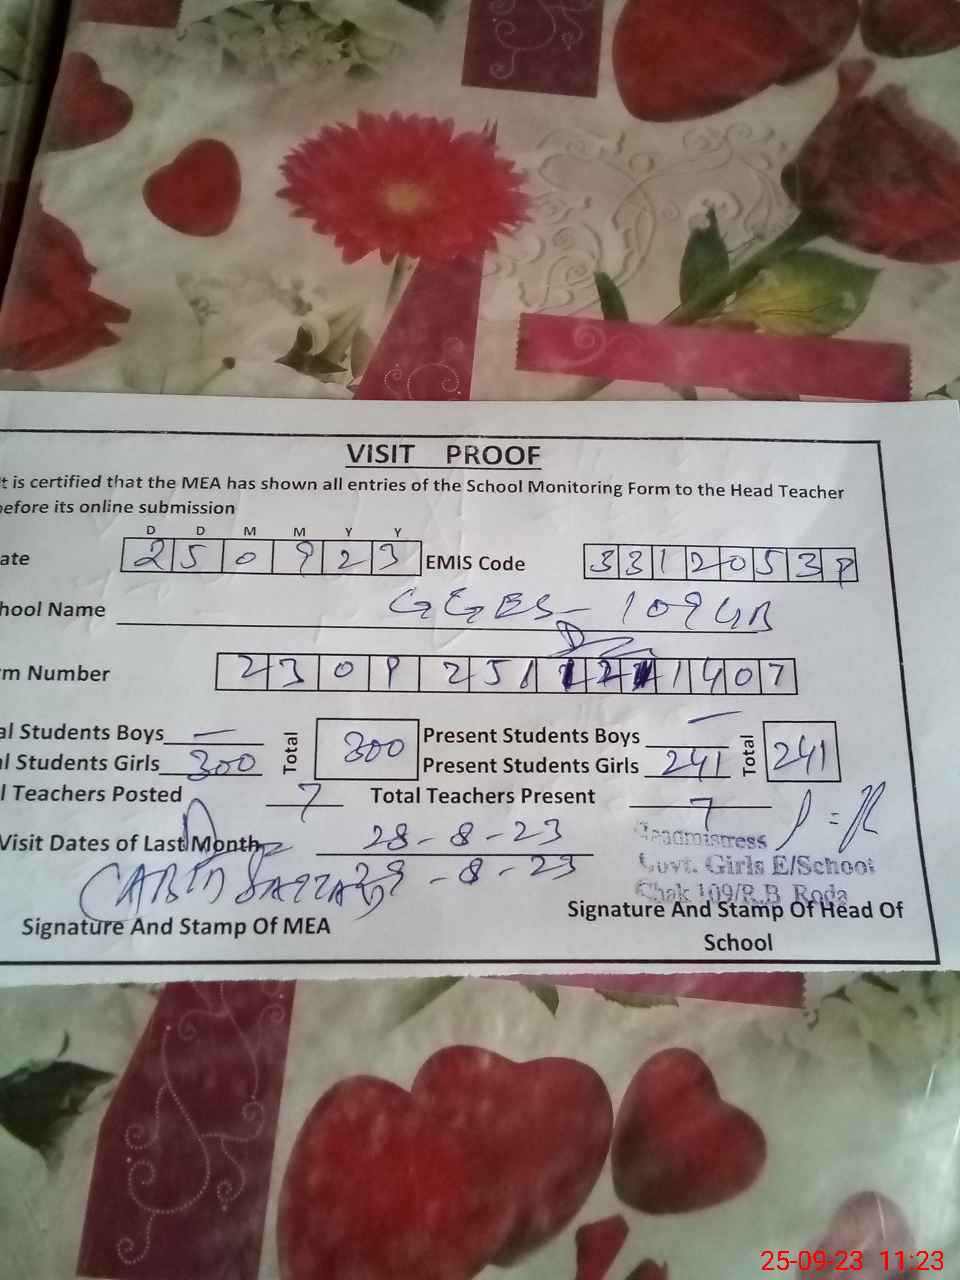 VISIT PROOF
t is certified that the MEA has shown all entries of the School Monitoring Form to the Head Teacher
efore its online submission
D D M M Y Y
ate 2 5 0 9 2 3 EMIS Code 3 3 1 2 0 5 3 8
hool Name GGES - 109 GB
m Number 2 3 0 9 2 5 1 1 4 0 7
al Students Boys — Total 300 Present Students Boys — Total 241
l Students Girls 300 Present Students Girls 241
l Teachers Posted 7 Total Teachers Present 7
Visit Dates of Last Month 28-8-23
29-8-23
Headmistress
Govt. Girls E/School
Chak 109/R.B Roda
Signature And Stamp Of MEA
Signature And Stamp Of Head Of
School
25-09-23 11:23